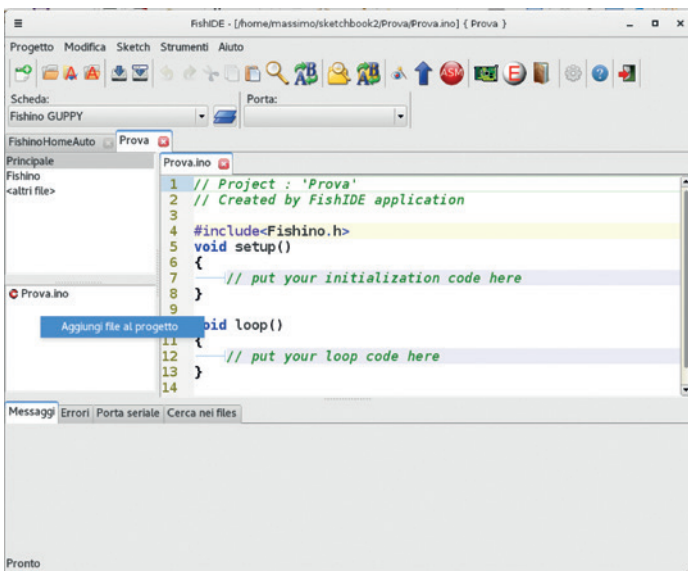 FishIDE - [/home/massimo/sketchbook2/Prova/Prova.ino] { Prova }
Progetto Modifica Sketch Strumenti Aiuto
ASM
Scheda: Porta:
Fishino GUPPY
FishinoHomeAuto Prova
Principale
Fishino
<altri file>
Prova.ino
Aggiungi file al progetto
Prova.ino
1 // Project : 'Prova'
2 // Created by FishIDE application
3
4 #include<Fishino.h>
5 void setup()
6 {
7 // put your initialization code here
8 }
9
oid loop()
11 {
12 // put your loop code here
13 }
14
Messaggi Errori Porta seriale Cerca nei files
Pronto